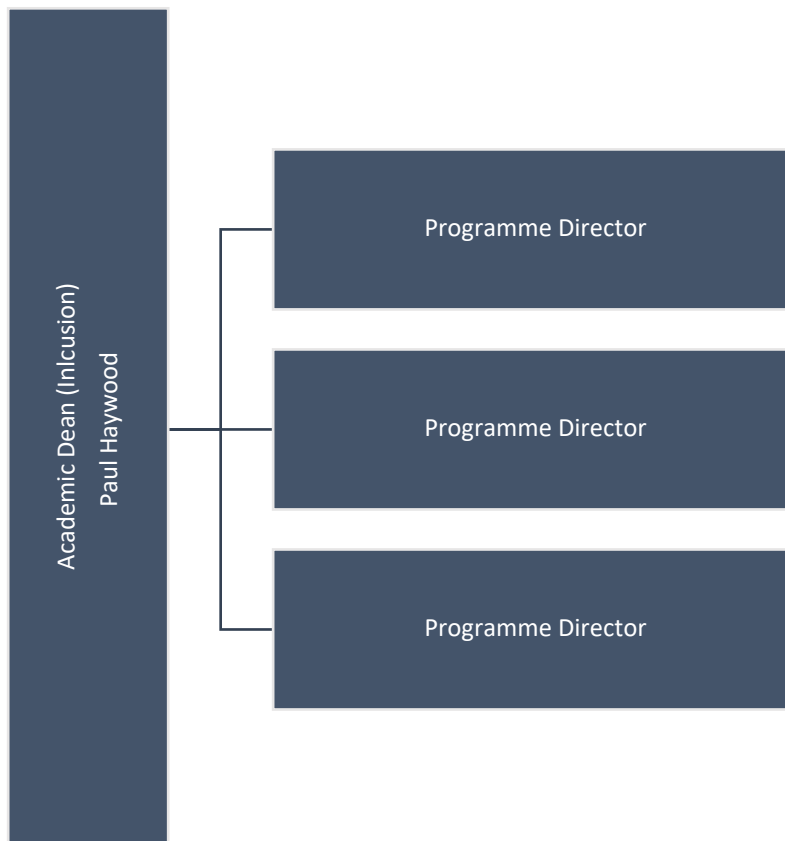 Academic Dean (Inlcusion)
Paul Haywood
Programme Director
Programme Director
Programme Director